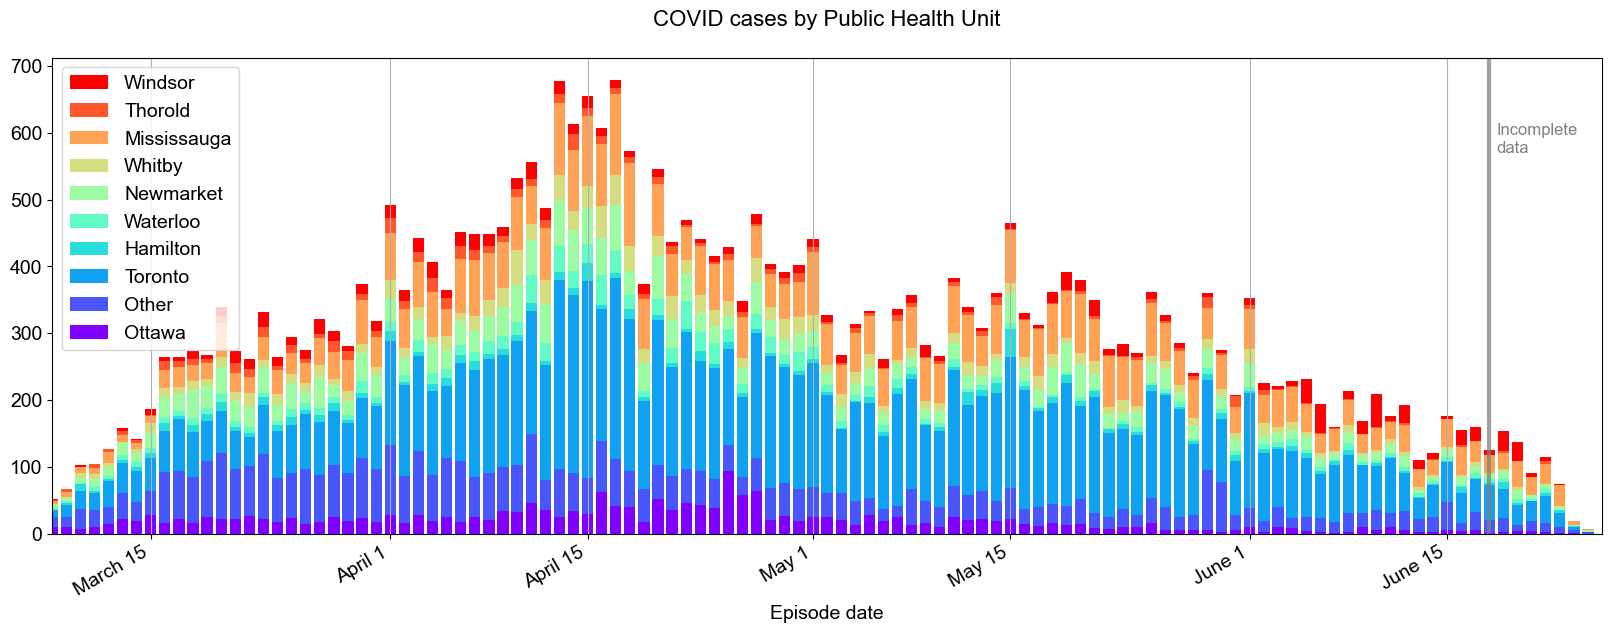 COVID cases by Public Health Unit
700
600
500
400
300
200
100
0
Windsor
Thorold
Mississauga
Whitby
Newmarket
Waterloo
Hamilton
Toronto
Other
Ottawa
Incomplete
data
March 15
April 1
April 15
May 1
May 15
June 1
June 15
Episode date